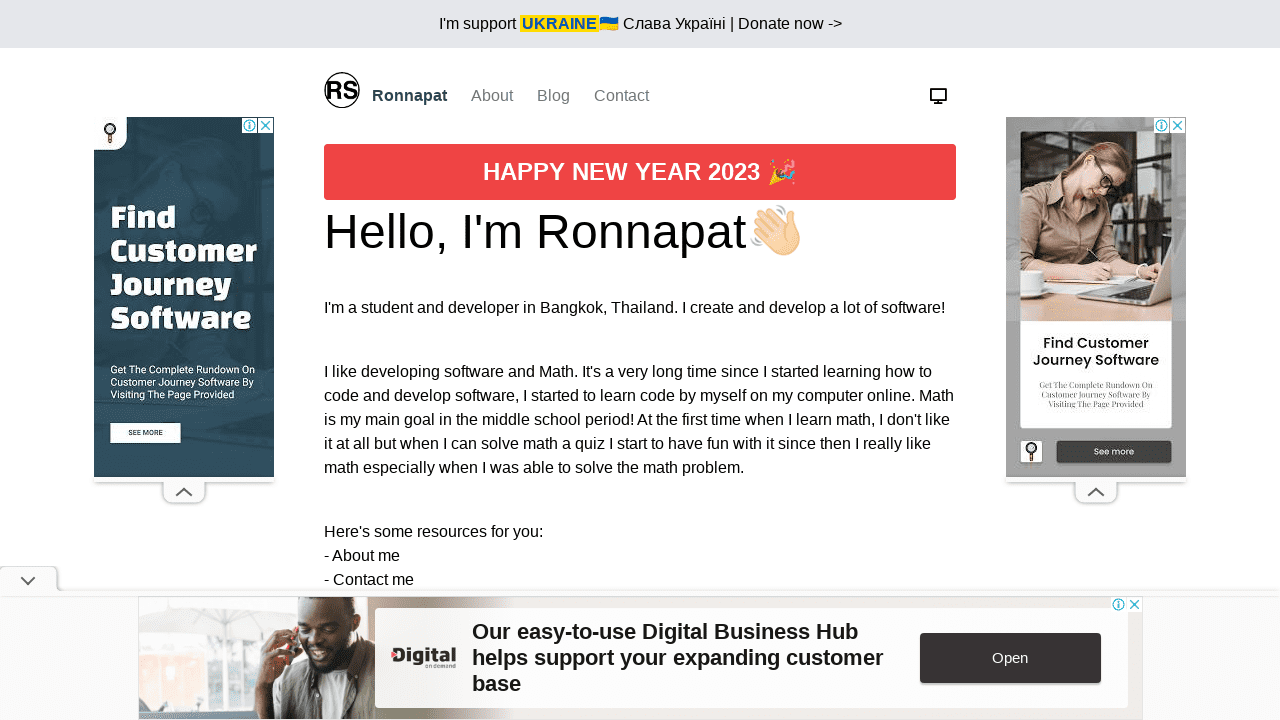 I'm support UKRAINE🇺🇦 Слава Україні | Donate now ->
RS Ronnapat About Blog Contact
HAPPY NEW YEAR 2023 🎉
Hello, I'm Ronnapat👋🏻
I'm a student and developer in Bangkok, Thailand. I create and develop a lot of software!
I like developing software and Math. It's a very long time since I started learning how to
code and develop software, I started to learn code by myself on my computer online. Math
is my main goal in the middle school period! At the first time when I learn math, I don't like
it at all but when I can solve math a quiz I start to have fun with it since then I really like
math especially when I was able to solve the math problem.
Here's some resources for you:
- About me
- Contact me
Find
Customer
Journey
Software
Get The Complete Rundown On
Customer Journey Software By
Visiting The Page Provided
SEE MORE
Find Customer
Journey Software
Get The Complete Rundown On
Customer Journey Software By
Visiting The Page Provided
See more
Digital
on demand
Our easy-to-use Digital Business Hub
helps support your expanding customer
base
Open